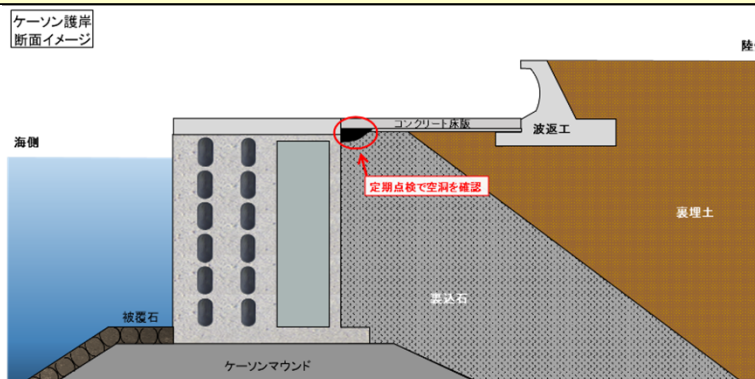 ケーソン護岸
断面イメージ
陸
海側
コンクリート床版
波返工
定期点検で空洞を確認
裏埋土
裏込石
被覆石
ケーソンマウンド